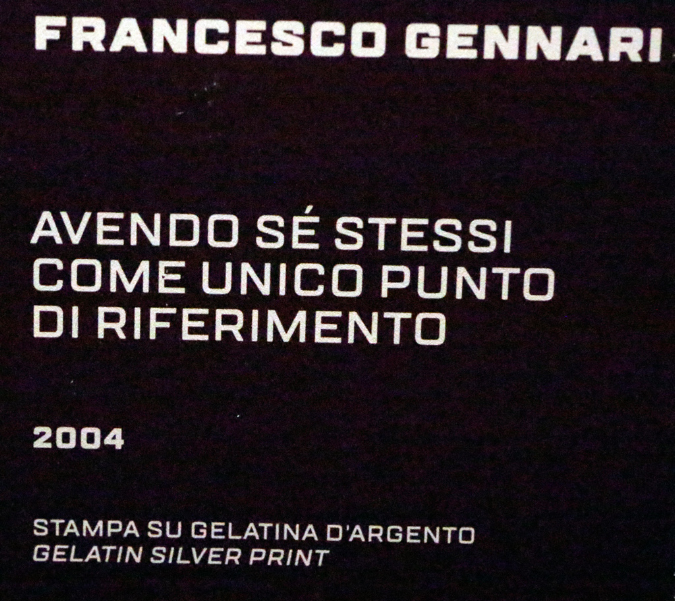 FRANCESCO GENNARI
AVENDO SÉ STESSI
COME UNICO PUNTO
DI RIFERIMENTO
2004
STAMPA SU GELATINA D'ARGENTO
GELATIN SILVER PRINT